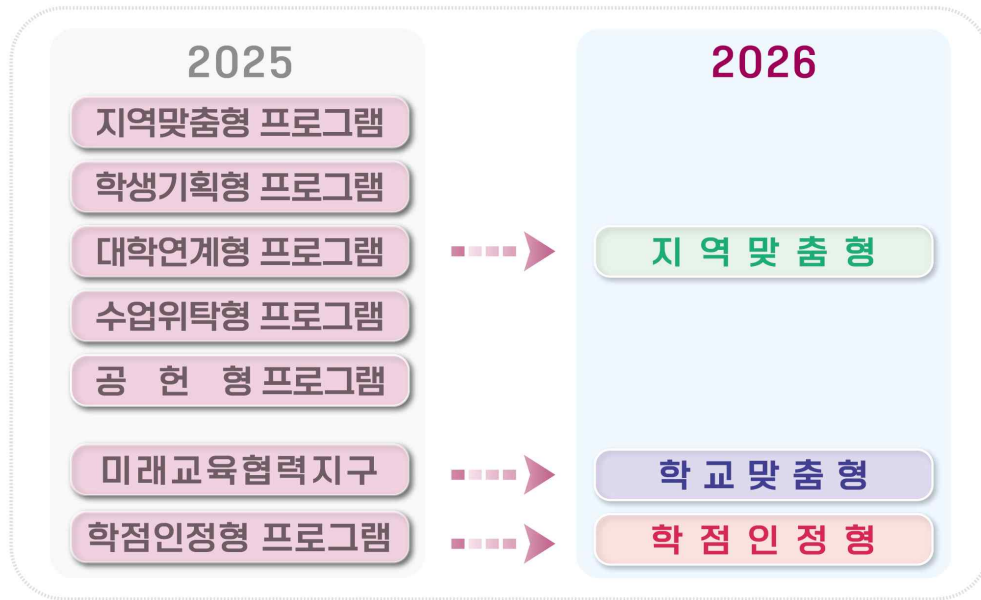 2025
지역맞춤형 프로그램
학생기획형 프로그램
대학연계형 프로그램
수업위탁형 프로그램
공 헌 형 프로그램
미래교육협력지구
학점인정형 프로그램
2026
지 역 맞 춤 형
학 교 맞 춤 형
학 점 인 정 형